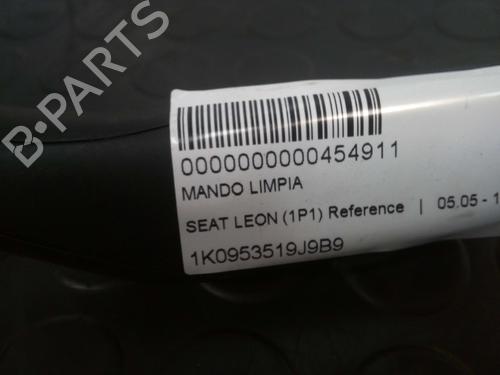 B-PARTS
0000000000454911
MANDO LIMPIA
SEAT LEON (1P1) Reference | 05.05 - 1
1K0953519J9B9